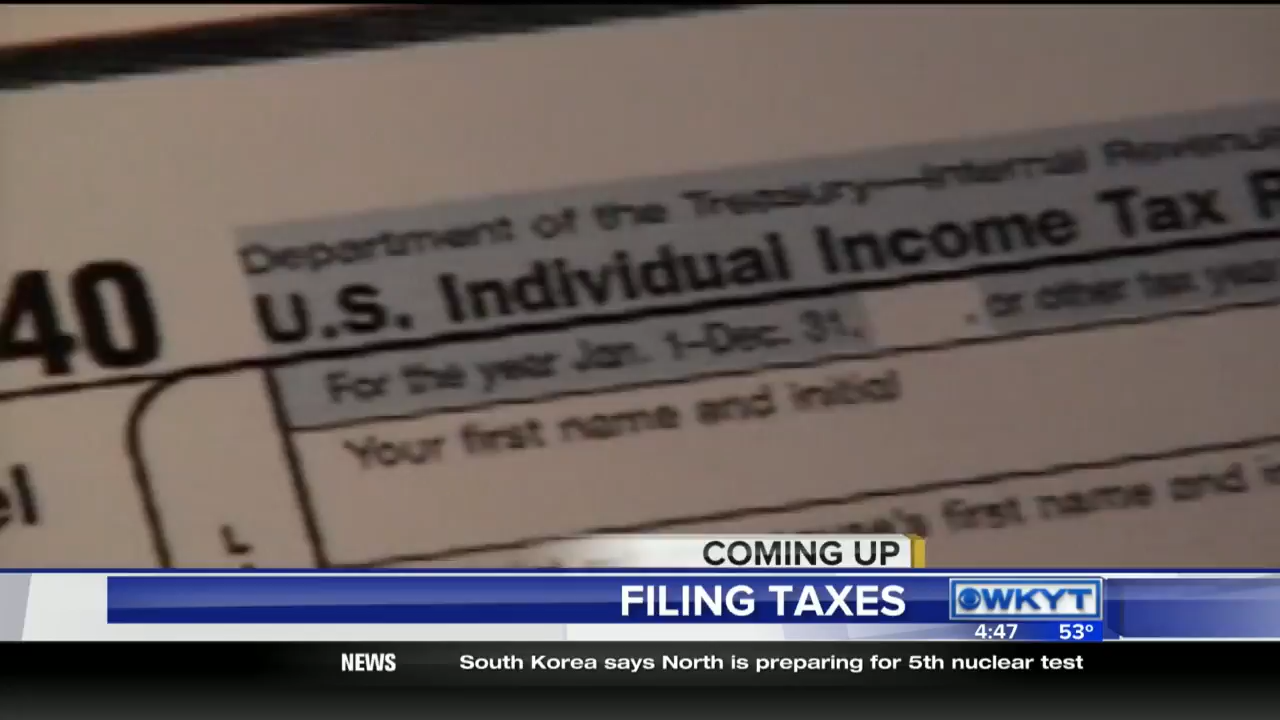 Department of the Treasury—Internal Revenue
40
U.S. Individual Income Tax
For the year Jan. 1–Dec. 31,
, or other tax year
Your first name and initial
L
first name and
COMING UP
FILING TAXES
WKYT
4:47 53°
NEWS
South Korea says North is preparing for 5th nuclear test